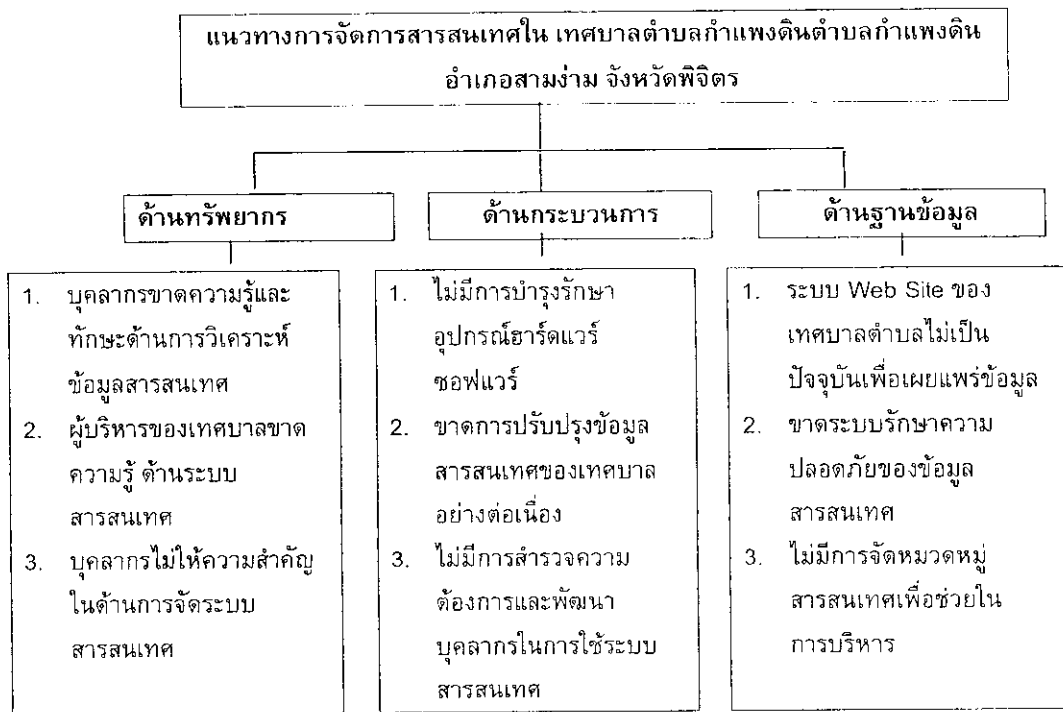 แนวทางการจัดการสารสนเทศใน เทศบาลตำบลกำแพงดินตำบลกำแพงดิน
อำเภอสามง่าม จังหวัดพิจิตร
ด้านทรัพยากร
1. บุคลากรขาดความรู้และ
ทักษะด้านการวิเคราะห์
ข้อมูลสารสนเทศ
2. ผู้บริหารของเทศบาลขาด
ความรู้ ด้านระบบ
สารสนเทศ
3. บุคลากรไม่ให้ความสำคัญ
ในด้านการจัดระบบ
สารสนเทศ
ด้านกระบวนการ
1. ไม่มีการบำรุงรักษา
อุปกรณ์ฮาร์ดแวร์
ซอฟแวร์
2. ขาดการปรับปรุงข้อมูล
สารสนเทศของเทศบาล
อย่างต่อเนื่อง
3. ไม่มีการสำรวจความ
ต้องการและพัฒนา
บุคลากรในการใช้ระบบ
สารสนเทศ
ด้านฐานข้อมูล
1. ระบบ Web Site ของ
เทศบาลตำบลไม่เป็น
ปัจจุบันเพื่อเผยแพร่ข้อมูล
2. ขาดระบบรักษาความ
ปลอดภัยของข้อมูล
สารสนเทศ
3. ไม่มีการจัดหมวดหมู่
สารสนเทศเพื่อช่วยใน
การบริหาร